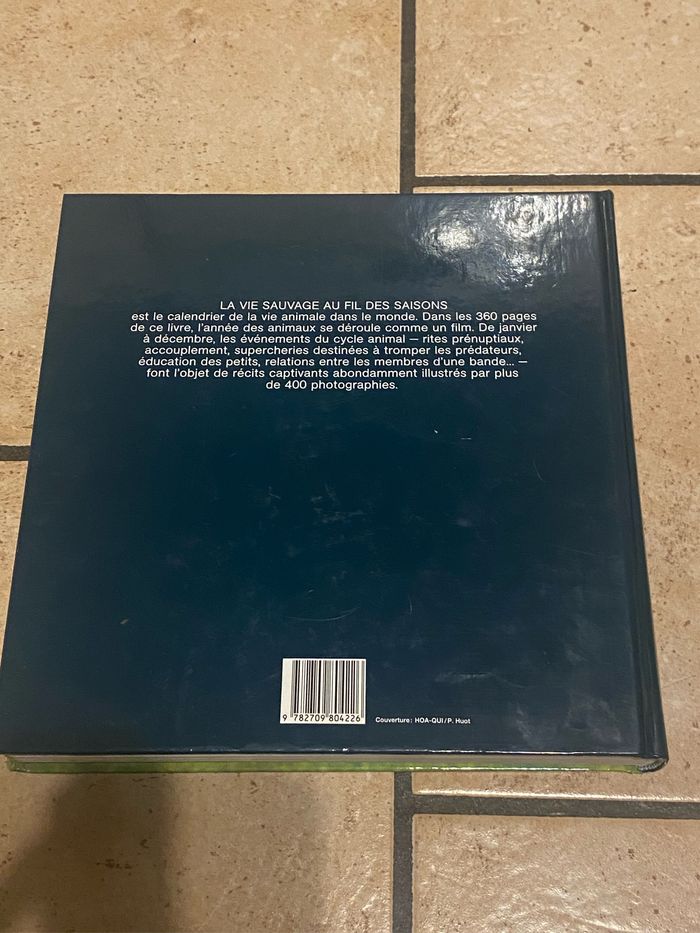 LA VIE SAUVAGE AU FIL DES SAISONS
est le calendrier de la vie animale dans le monde. Dans les 360 pages
de ce livre, l'année des animaux se déroule comme un film. De janvier
à décembre, les événements du cycle animal — rites prénuptiaux,
accouplement, supercheries destinées à tromper les prédateurs,
éducation des petits, relations entre les membres d'une bande... —
font l'objet de récits captivants abondamment illustrés par plus
de 400 photographies.
9 782709 804226
Couverture : HOA-QUI / P. Huot